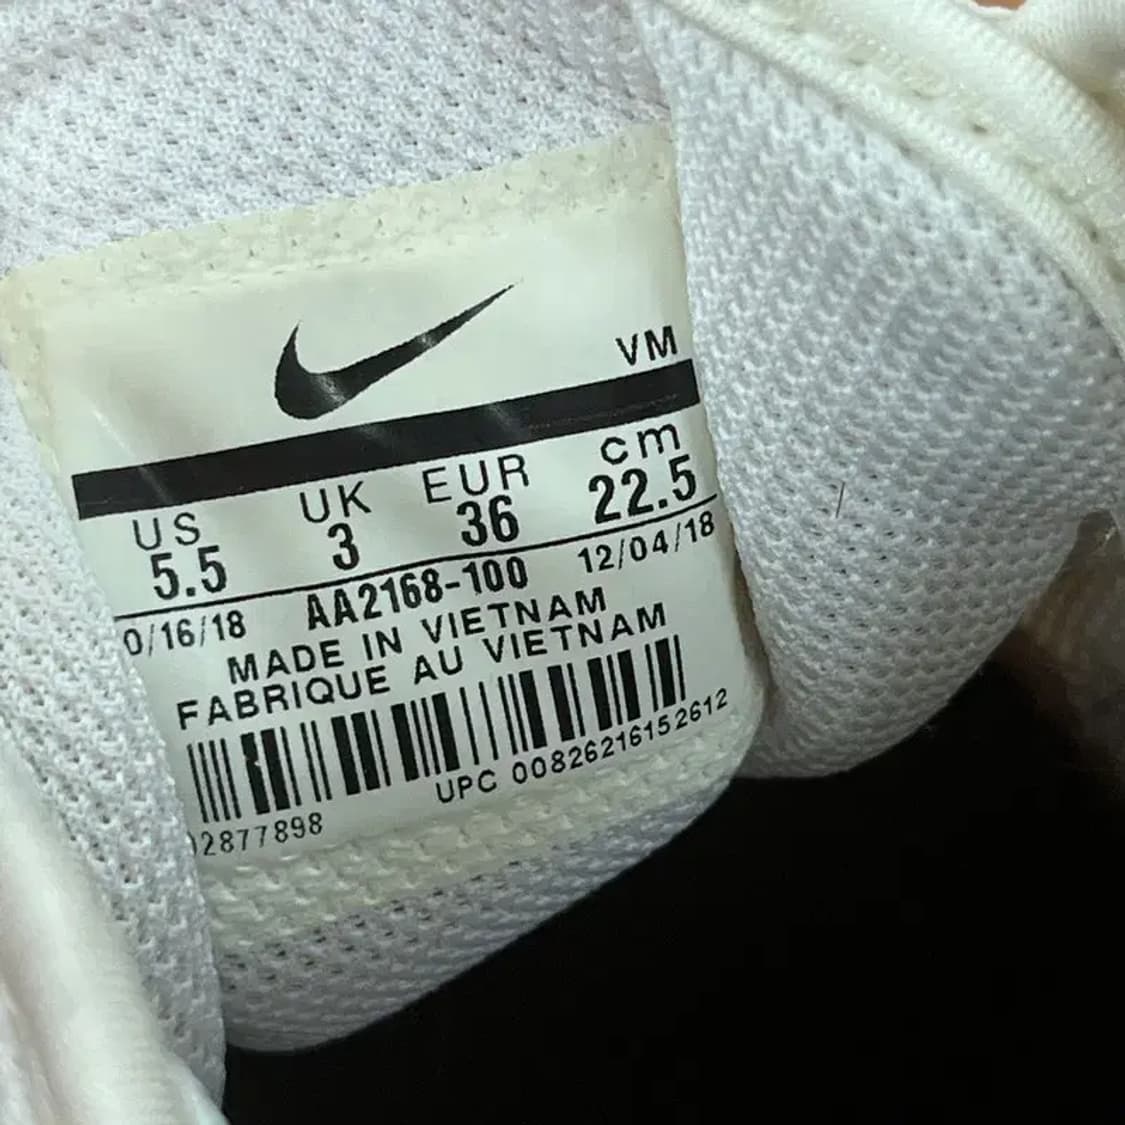 VM
US UK EUR cm
5.5 3 36 22.5
0/16/18 AA2168-100 12/04/18
MADE IN VIETNAM
FABRIQUE AU VIETNAM
UPC 00826216152612
2877898